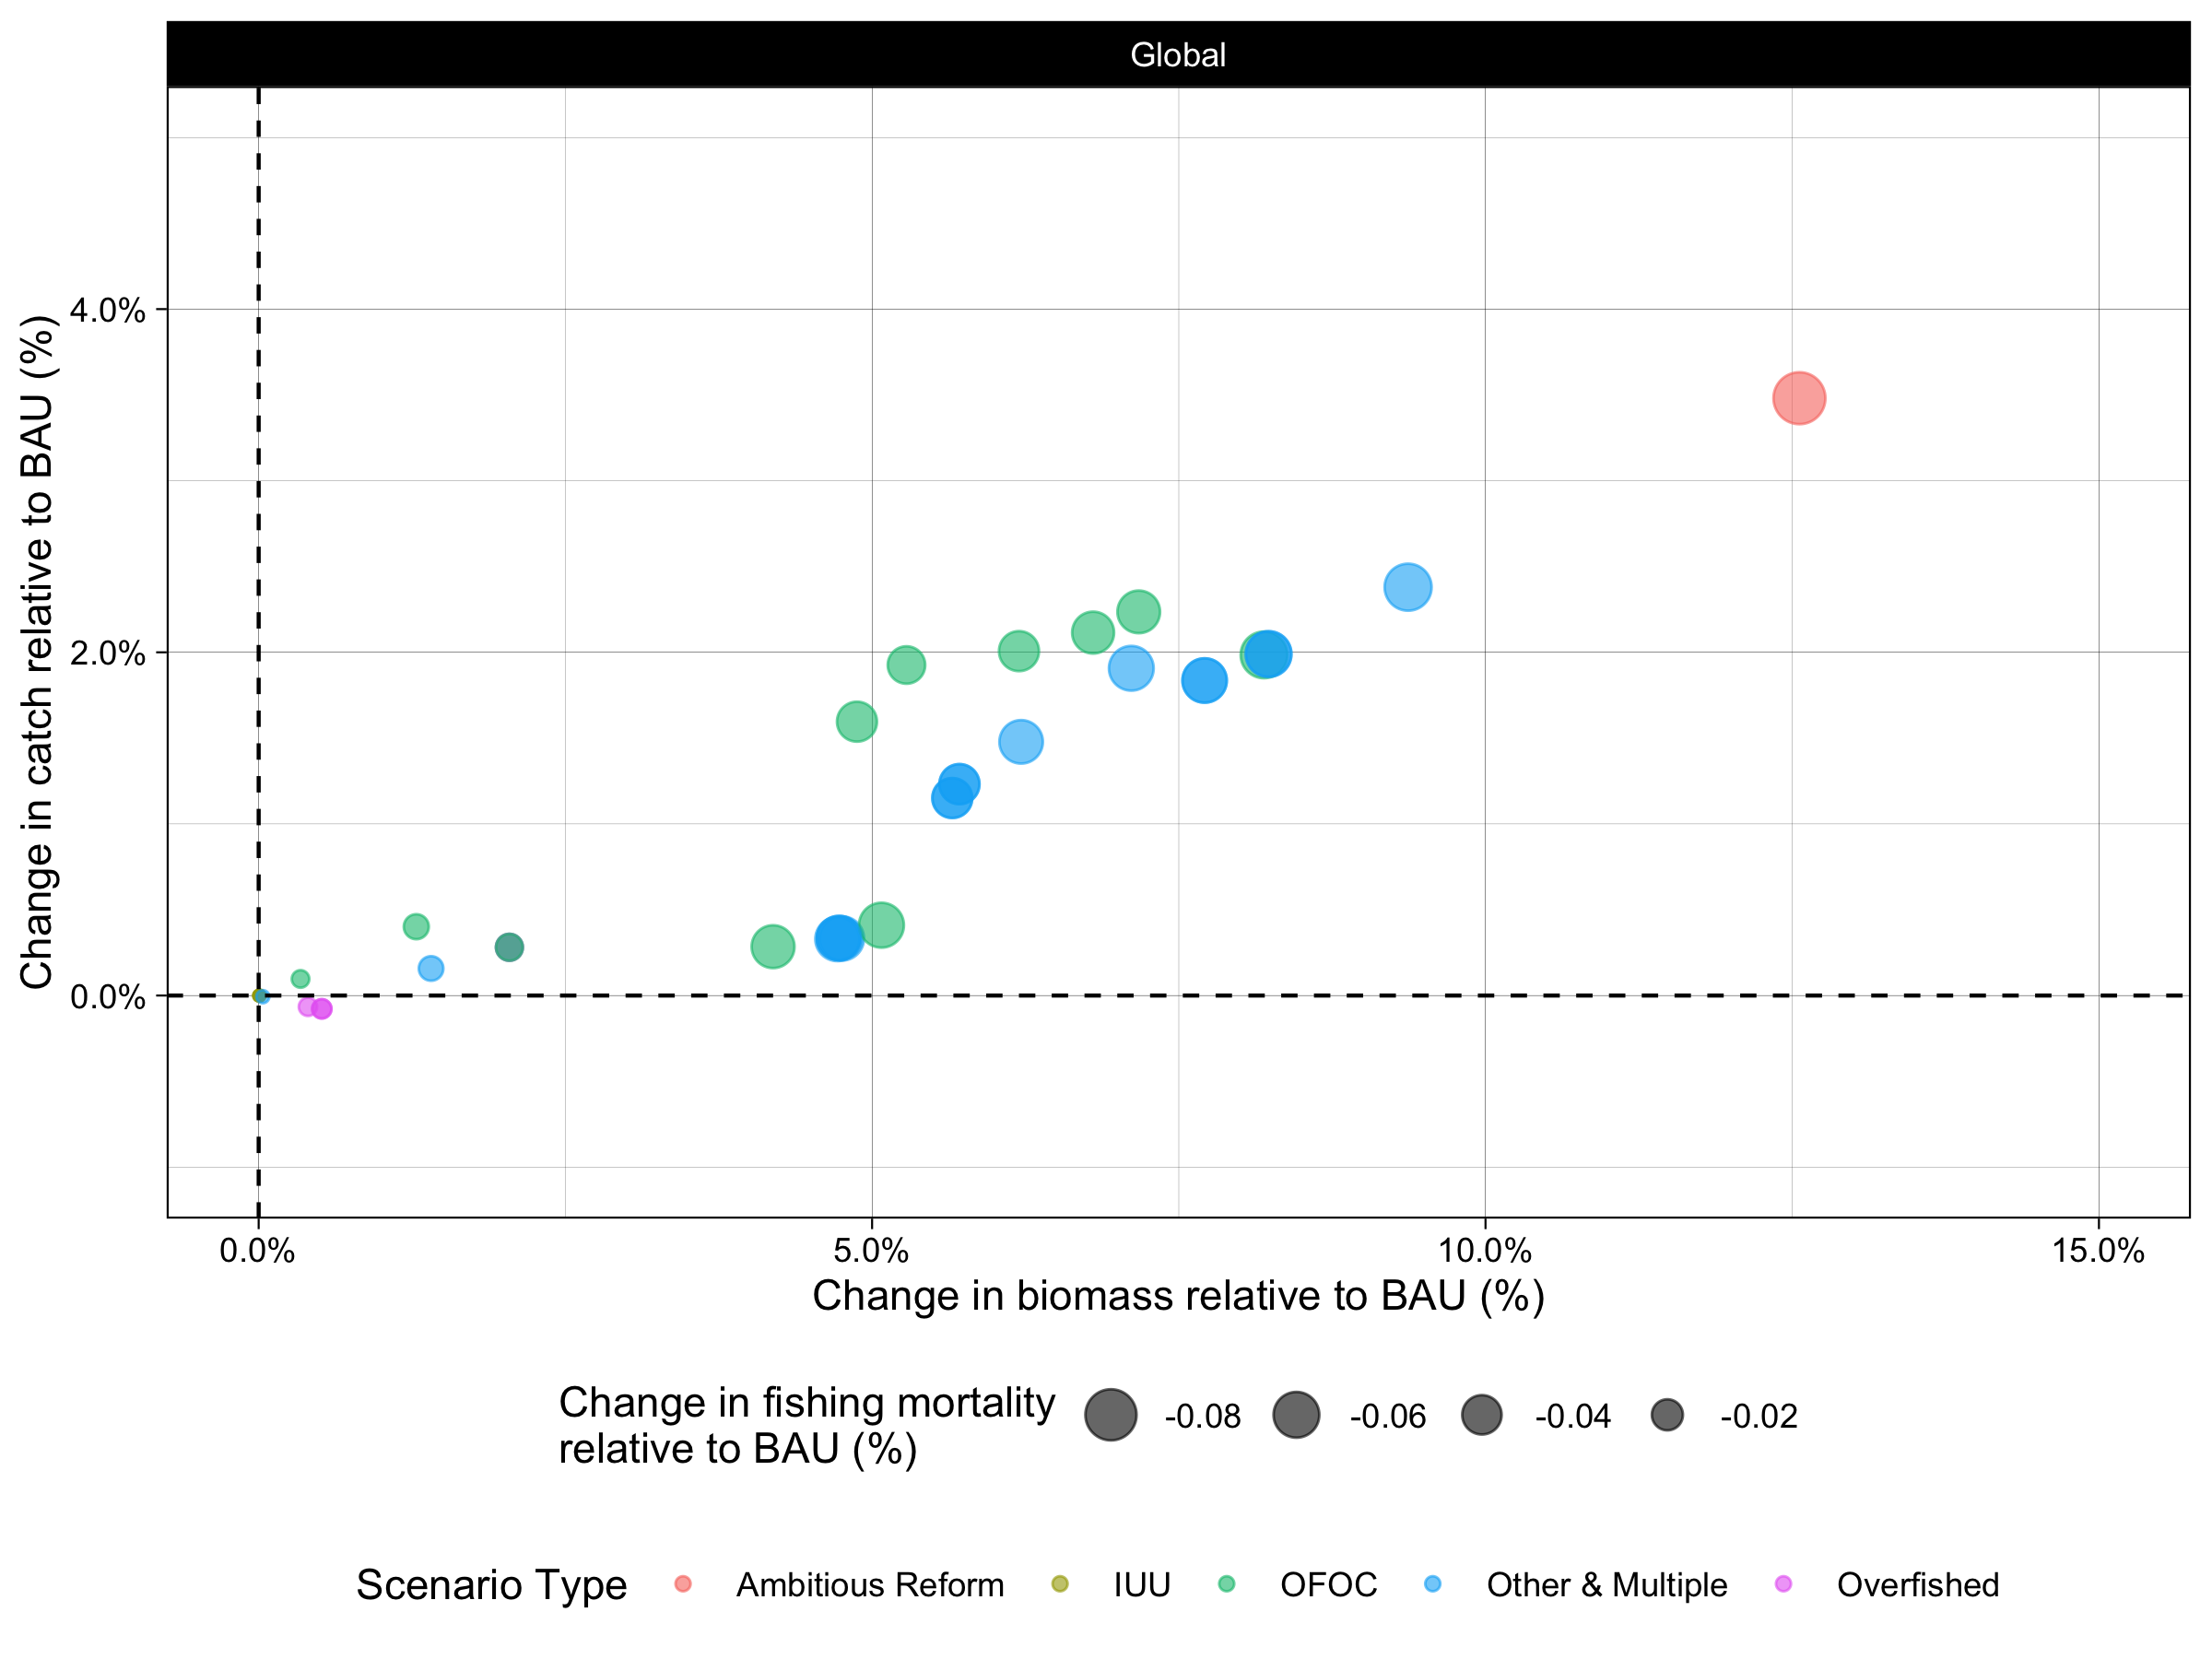 Global
Change in catch relative to BAU (%)
4.0%
2.0%
0.0%
0.0%
5.0%
10.0%
15.0%
Change in biomass relative to BAU (%)
Change in fishing mortality
relative to BAU (%)
-0.08
-0.06
-0.04
-0.02
Scenario Type
Ambitious Reform
IUU
OFOC
Other & Multiple
Overfished